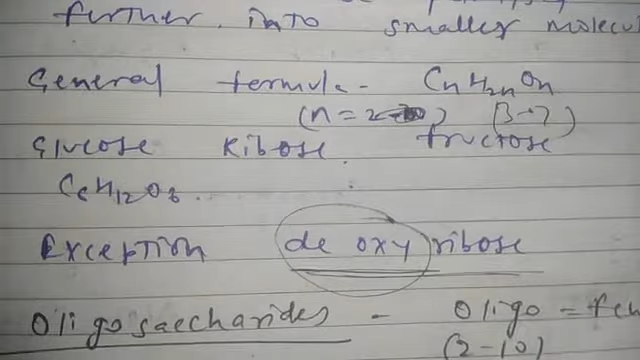 further into smaller molecul
General formula- CnH2nOn
(n = 2 ) (3-7)
Glucose Ribose fructose
C6H12O6.
Exception de oxy ribose
Oligosaccharides - Oligo = few
(2-10)